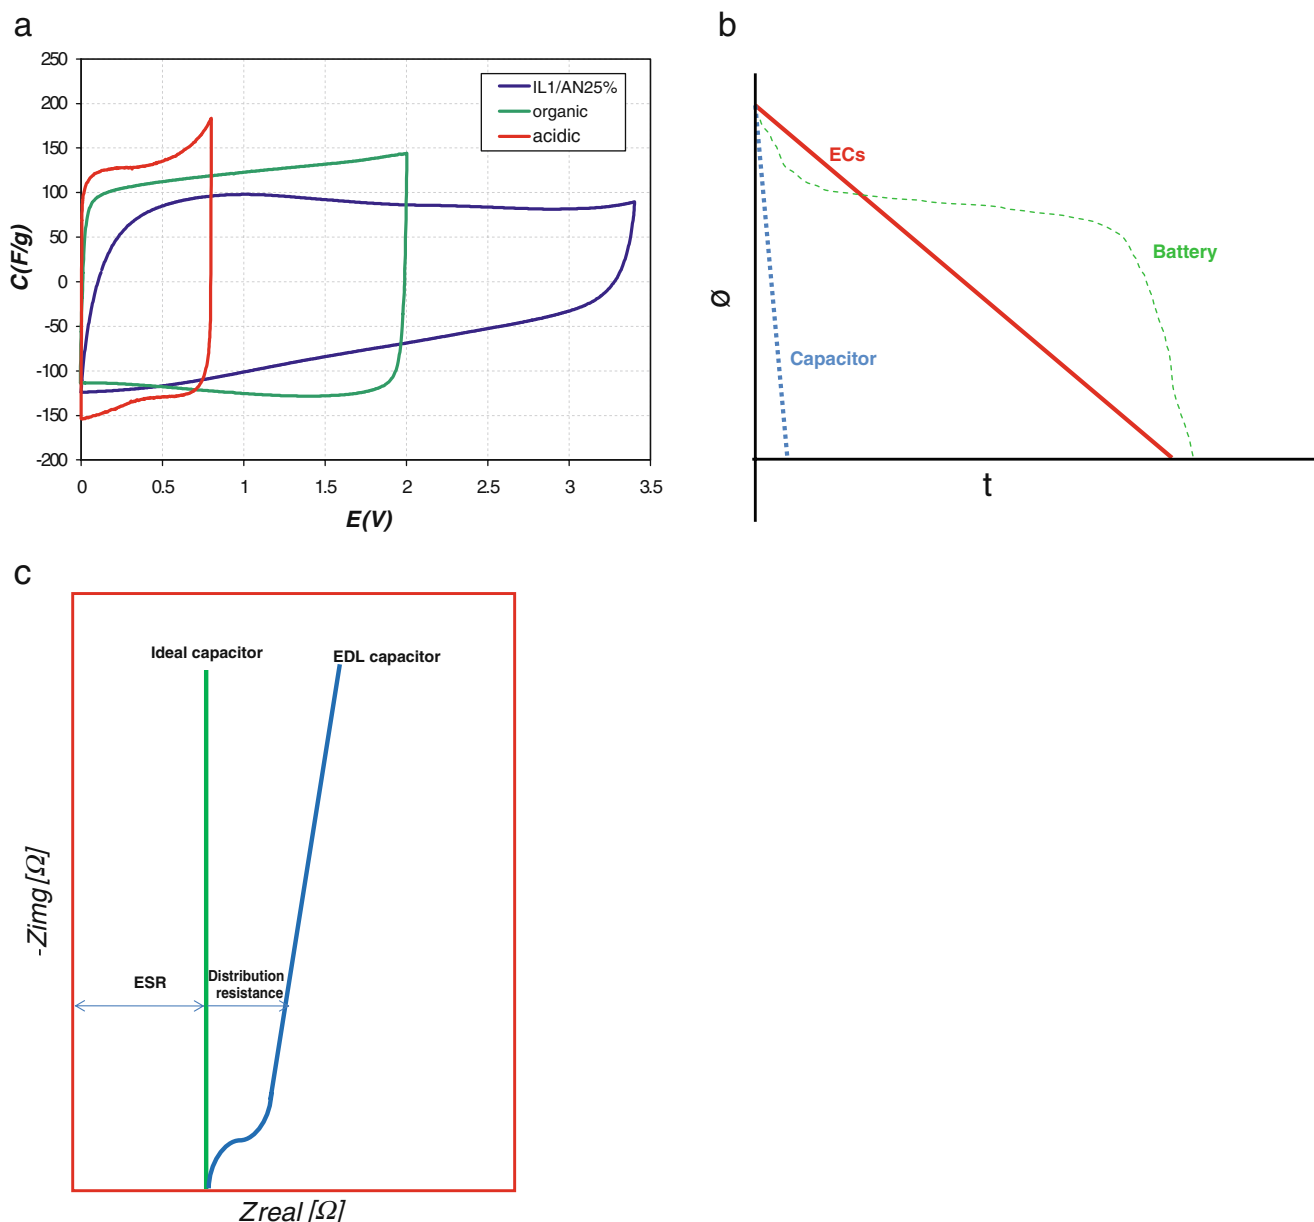 a
250
200
150
100
50
0
-50
-100
-150
-200
C(F/g)
IL1/AN25%
organic
acidic
0 0.5 1 1.5 2 2.5 3 3.5
E(V)
b
ECs
Battery
Capacitor
ø
t
c
Ideal capacitor
EDL capacitor
-Zimg [Ω]
ESR
Distribution
resistance
Zreal [Ω]